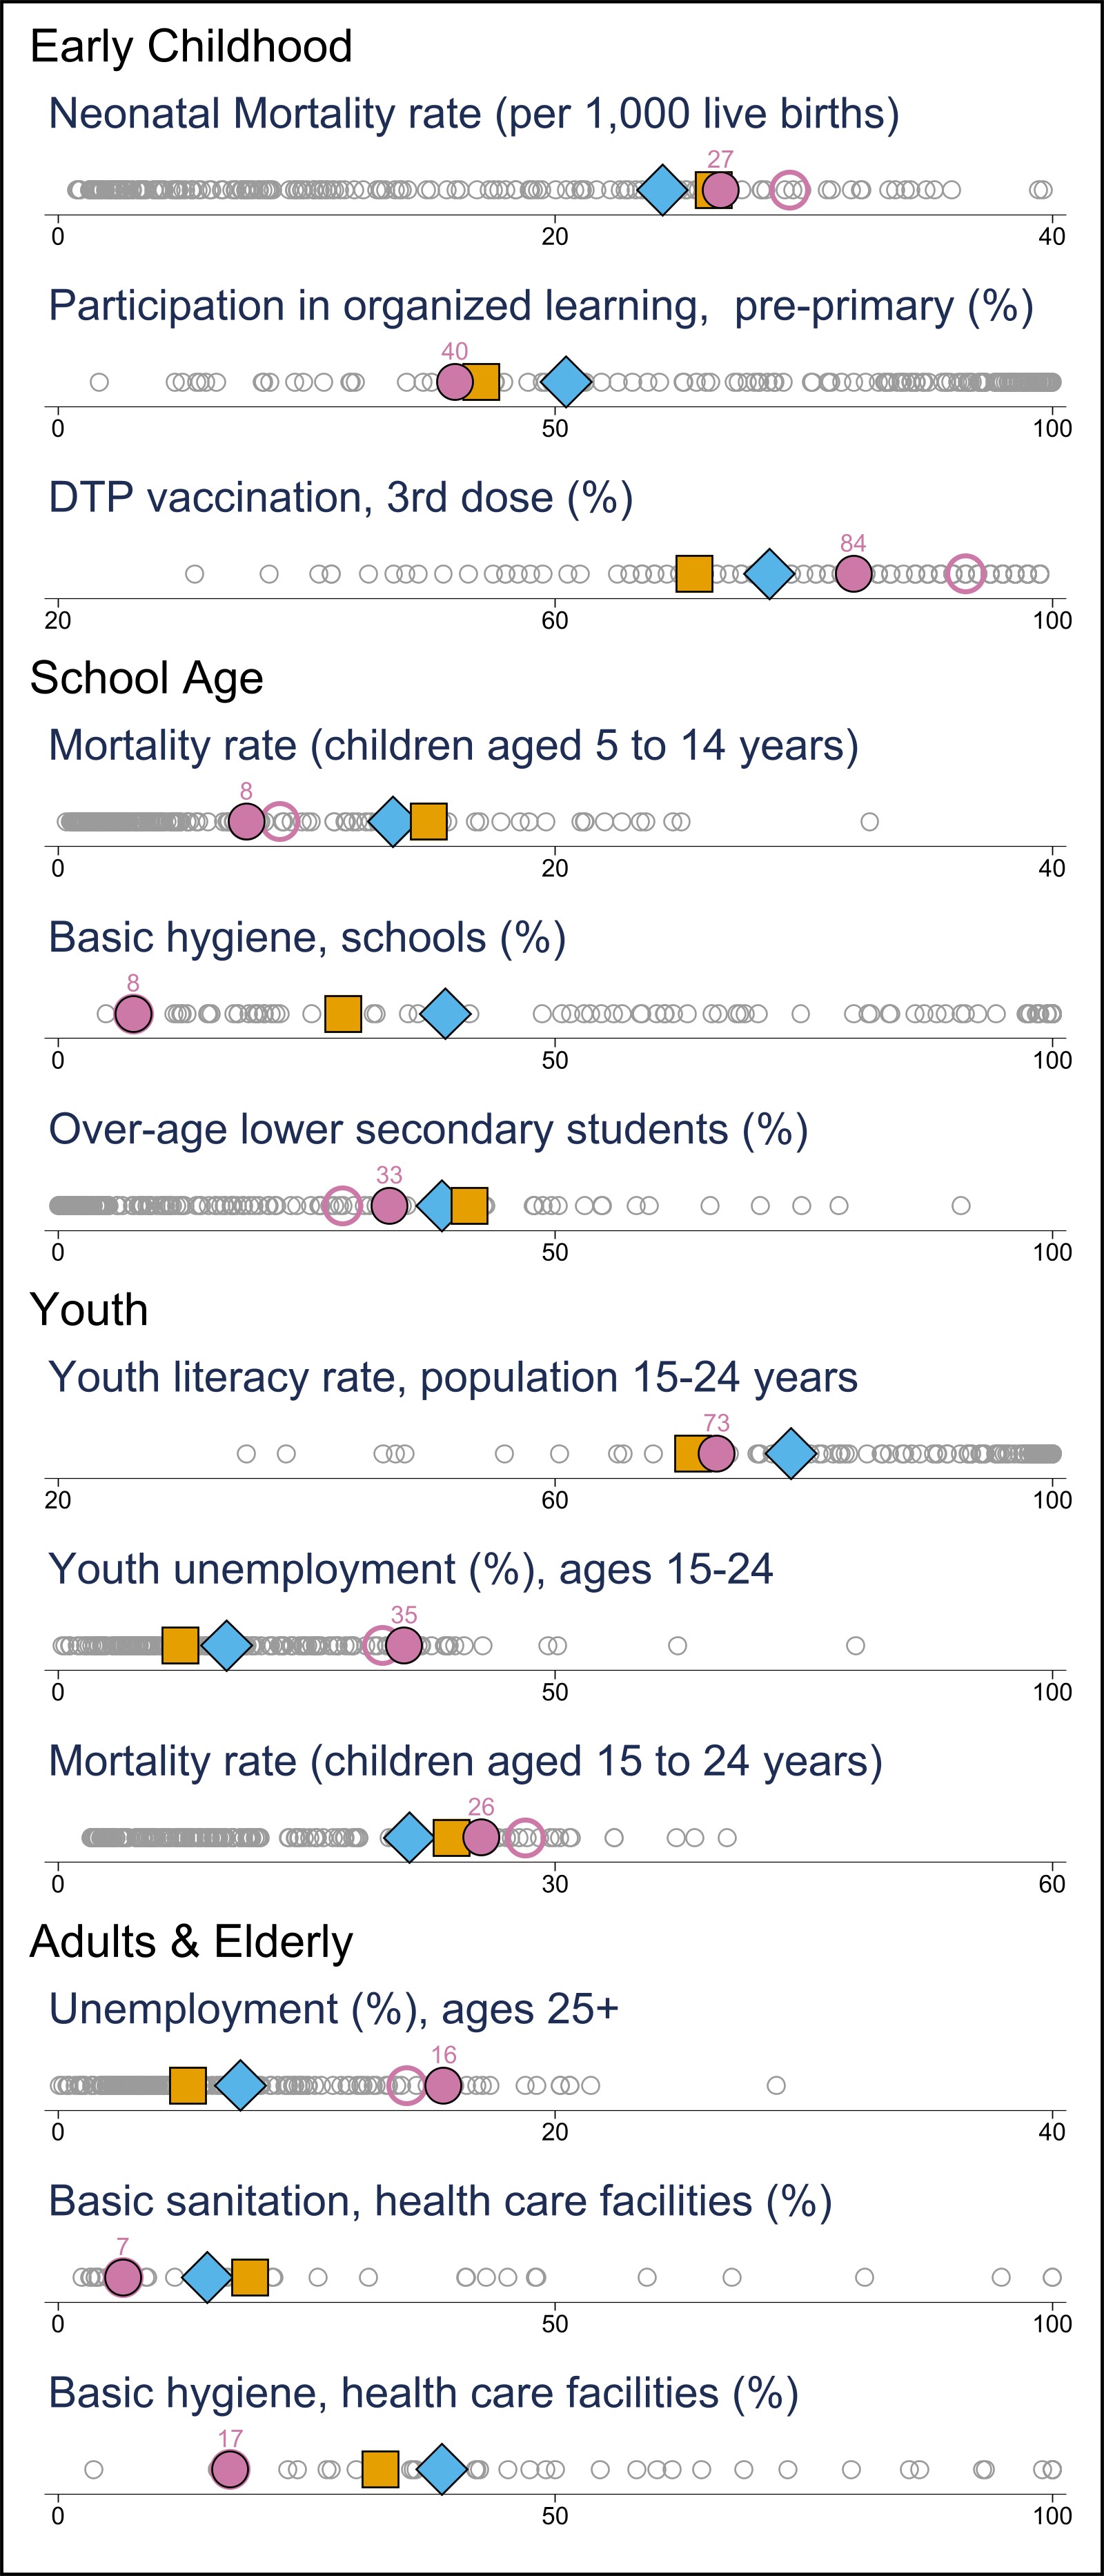 Early Childhood
Neonatal Mortality rate (per 1,000 live births)
27
0 20 40
Participation in organized learning,  pre-primary (%)
40
0 50 100
DTP vaccination, 3rd dose (%)
84
20 60 100
School Age
Mortality rate (children aged 5 to 14 years)
8
0 20 40
Basic hygiene, schools (%)
8
0 50 100
Over-age lower secondary students (%)
33
0 50 100
Youth
Youth literacy rate, population 15-24 years
73
20 60 100
Youth unemployment (%), ages 15-24
35
0 50 100
Mortality rate (children aged 15 to 24 years)
26
0 30 60
Adults & Elderly
Unemployment (%), ages 25+
16
0 20 40
Basic sanitation, health care facilities (%)
7
0 50 100
Basic hygiene, health care facilities (%)
17
0 50 100